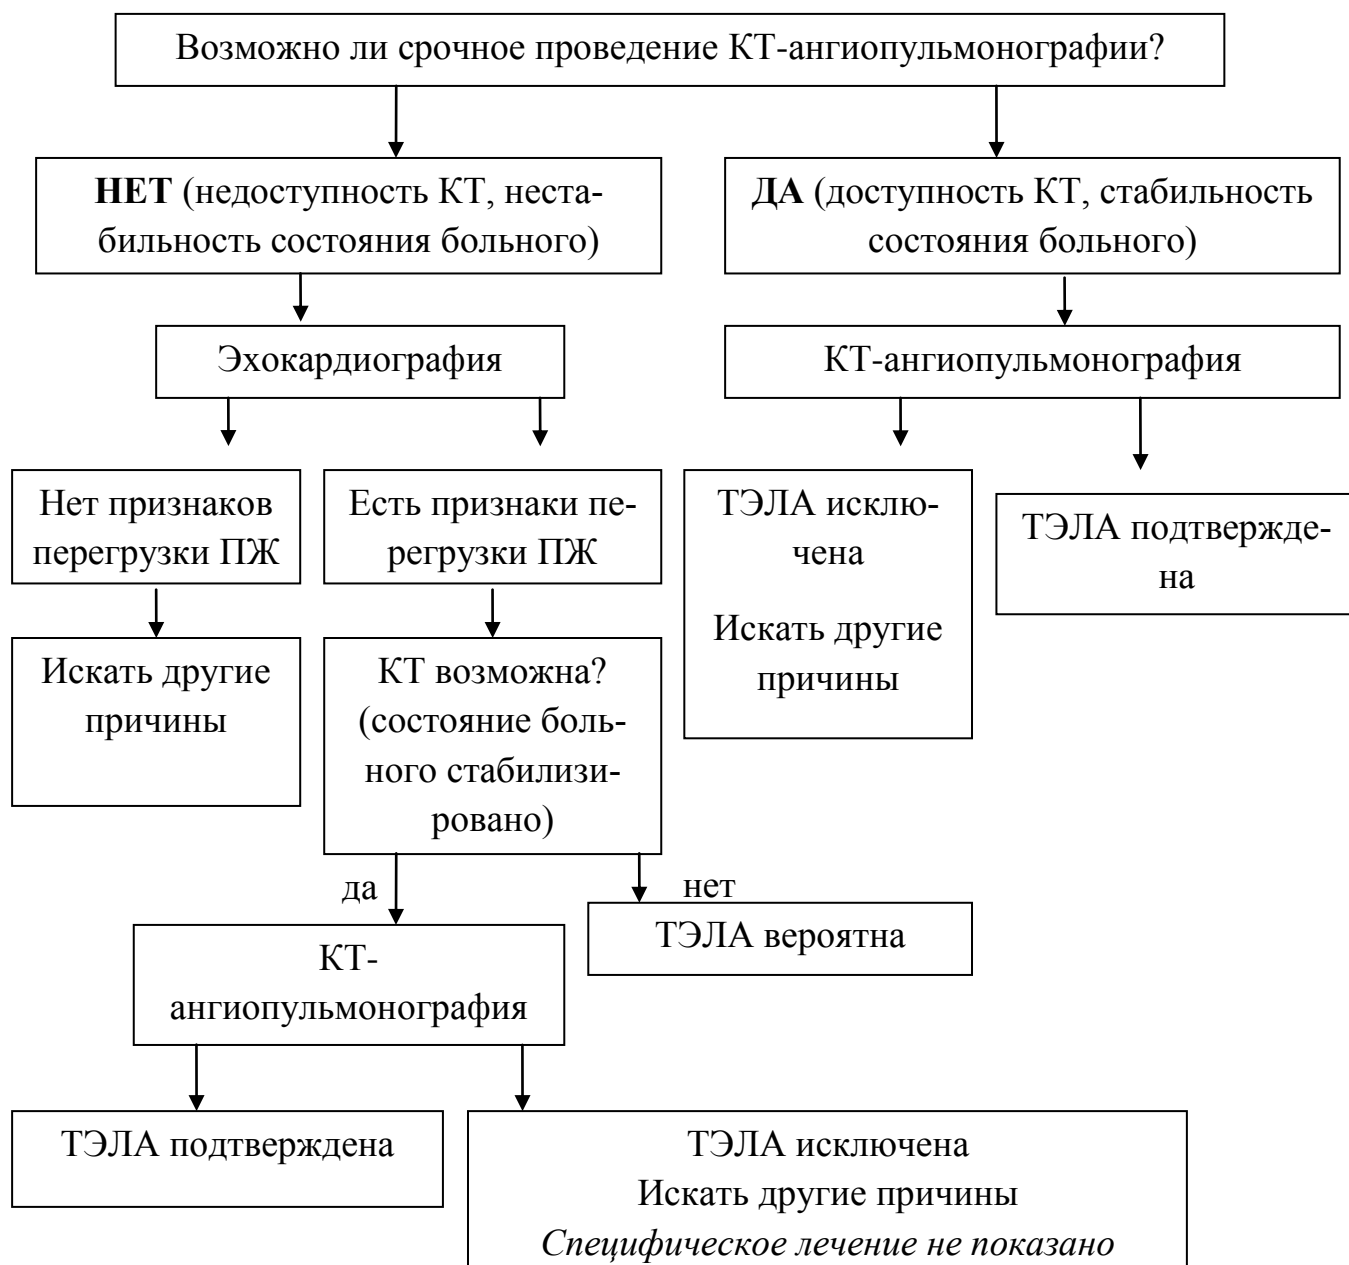 Возможно ли срочное проведение КТ-ангиопульмонографии?
НЕТ (недоступность КТ, неста-
бильность состояния больного)
ДА (доступность КТ, стабильность
состояния больного)
Эхокардиография
КТ-ангиопульмонография
Нет признаков
перегрузки ПЖ
Есть признаки пе-
регрузки ПЖ
ТЭЛА исклю-
чена
Искать другие
причины
ТЭЛА подтвержде-
на
Искать другие
причины
КТ возможна?
(состояние боль-
ного стабилизи-
ровано)
да
нет
ТЭЛА вероятна
КТ-
ангиопульмонография
ТЭЛА подтверждена
ТЭЛА исключена
Искать другие причины
Специфическое лечение не показано